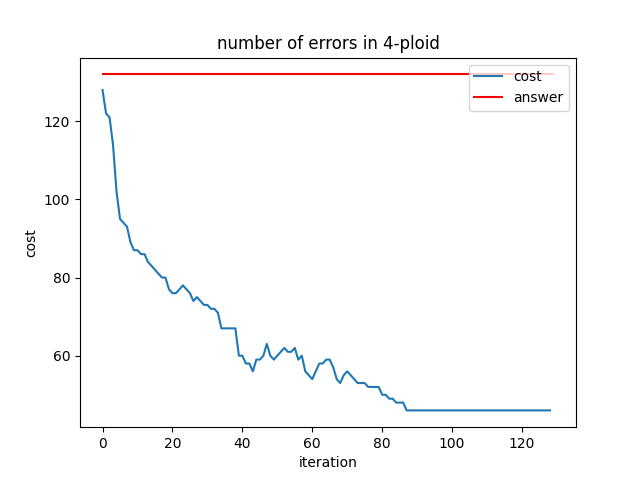 number of errors in 4-ploid
cost
answer
cost
120
100
80
60
0 20 40 60 80 100 120
iteration